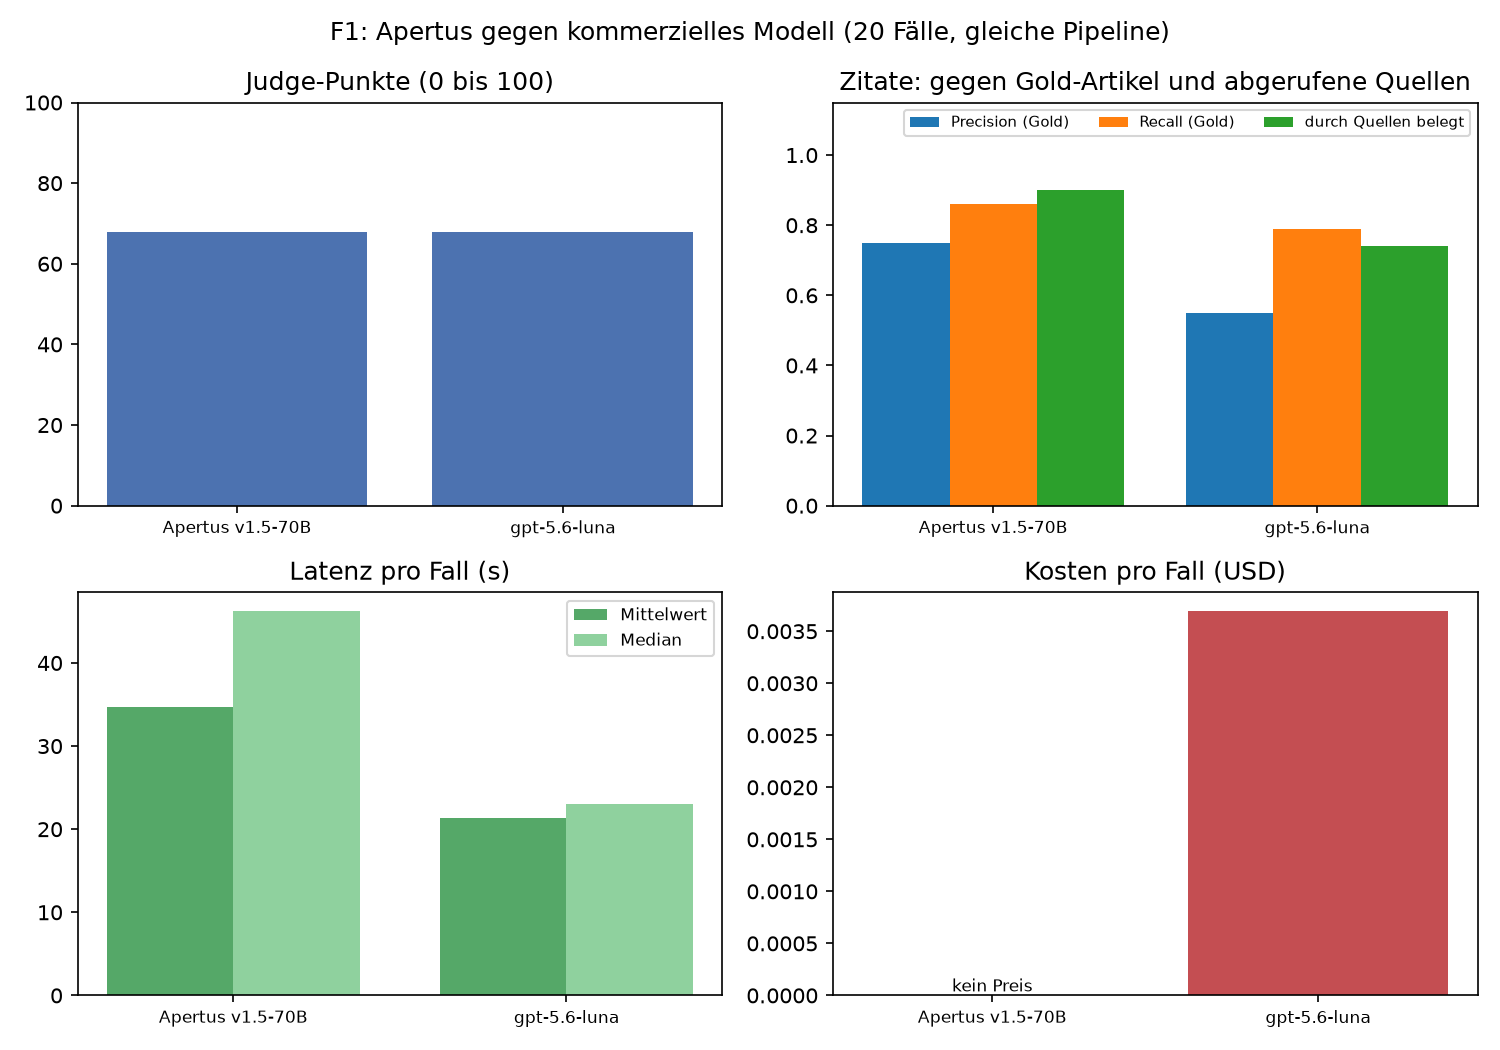 F1: Apertus gegen kommerzielles Modell (20 Fälle, gleiche Pipeline)
Judge-Punkte (0 bis 100)
100
80
60
40
20
0
Apertus v1.5-70B
gpt-5.6-luna
Zitate: gegen Gold-Artikel und abgerufene Quellen
Precision (Gold)
Recall (Gold)
durch Quellen belegt
1.0
0.8
0.6
0.4
0.2
0.0
Apertus v1.5-70B
gpt-5.6-luna
Latenz pro Fall (s)
Mittelwert
Median
40
30
20
10
0
Apertus v1.5-70B
gpt-5.6-luna
Kosten pro Fall (USD)
0.0035
0.0030
0.0025
0.0020
0.0015
0.0010
0.0005
0.0000
kein Preis
Apertus v1.5-70B
gpt-5.6-luna